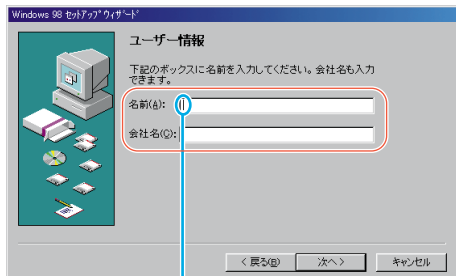 Windows 98 ｾｯﾄｱｯﾌﾟ ｳｨｻﾞｰﾄﾞ
ユーザー情報
下記のボックスに名前を入力してください。会社名も入力
できます。
名前(A):
会社名(C):
< 戻る(B)
次へ >
キャンセル